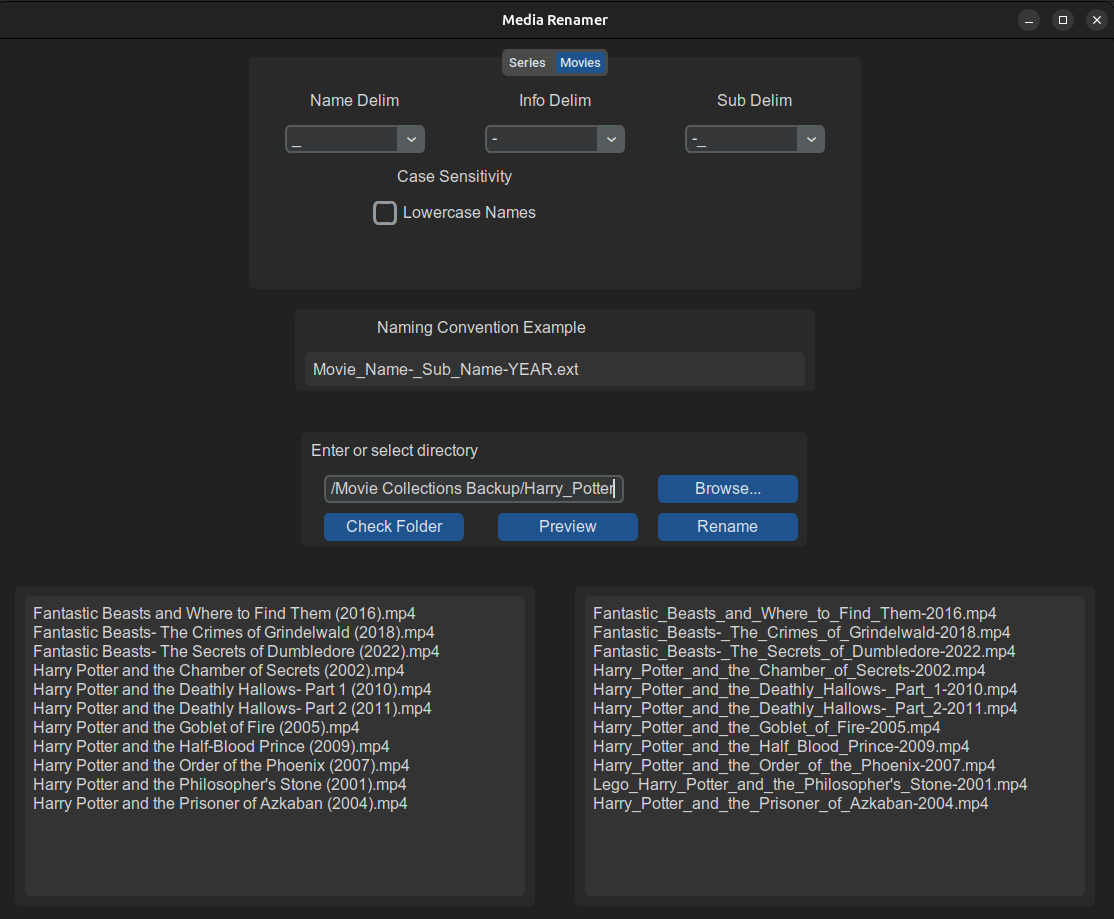 Media Renamer
Series Movies
Name Delim Info Delim Sub Delim
_ - -_
Case Sensitivity
Lowercase Names
Naming Convention Example
Movie_Name-_Sub_Name-YEAR.ext
Enter or select directory
/Movie Collections Backup/Harry_Potter Browse...
Check Folder Preview Rename
Fantastic Beasts and Where to Find Them (2016).mp4
Fantastic Beasts- The Crimes of Grindelwald (2018).mp4
Fantastic Beasts- The Secrets of Dumbledore (2022).mp4
Harry Potter and the Chamber of Secrets (2002).mp4
Harry Potter and the Deathly Hallows- Part 1 (2010).mp4
Harry Potter and the Deathly Hallows- Part 2 (2011).mp4
Harry Potter and the Goblet of Fire (2005).mp4
Harry Potter and the Half-Blood Prince (2009).mp4
Harry Potter and the Order of the Phoenix (2007).mp4
Harry Potter and the Philosopher's Stone (2001).mp4
Harry Potter and the Prisoner of Azkaban (2004).mp4
Fantastic_Beasts_and_Where_to_Find_Them-2016.mp4
Fantastic_Beasts-_The_Crimes_of_Grindelwald-2018.mp4
Fantastic_Beasts-_The_Secrets_of_Dumbledore-2022.mp4
Harry_Potter_and_the_Chamber_of_Secrets-2002.mp4
Harry_Potter_and_the_Deathly_Hallows-_Part_1-2010.mp4
Harry_Potter_and_the_Deathly_Hallows-_Part_2-2011.mp4
Harry_Potter_and_the_Goblet_of_Fire-2005.mp4
Harry_Potter_and_the_Half_Blood_Prince-2009.mp4
Harry_Potter_and_the_Order_of_the_Phoenix-2007.mp4
Lego_Harry_Potter_and_the_Philosopher's_Stone-2001.mp4
Harry_Potter_and_the_Prisoner_of_Azkaban-2004.mp4